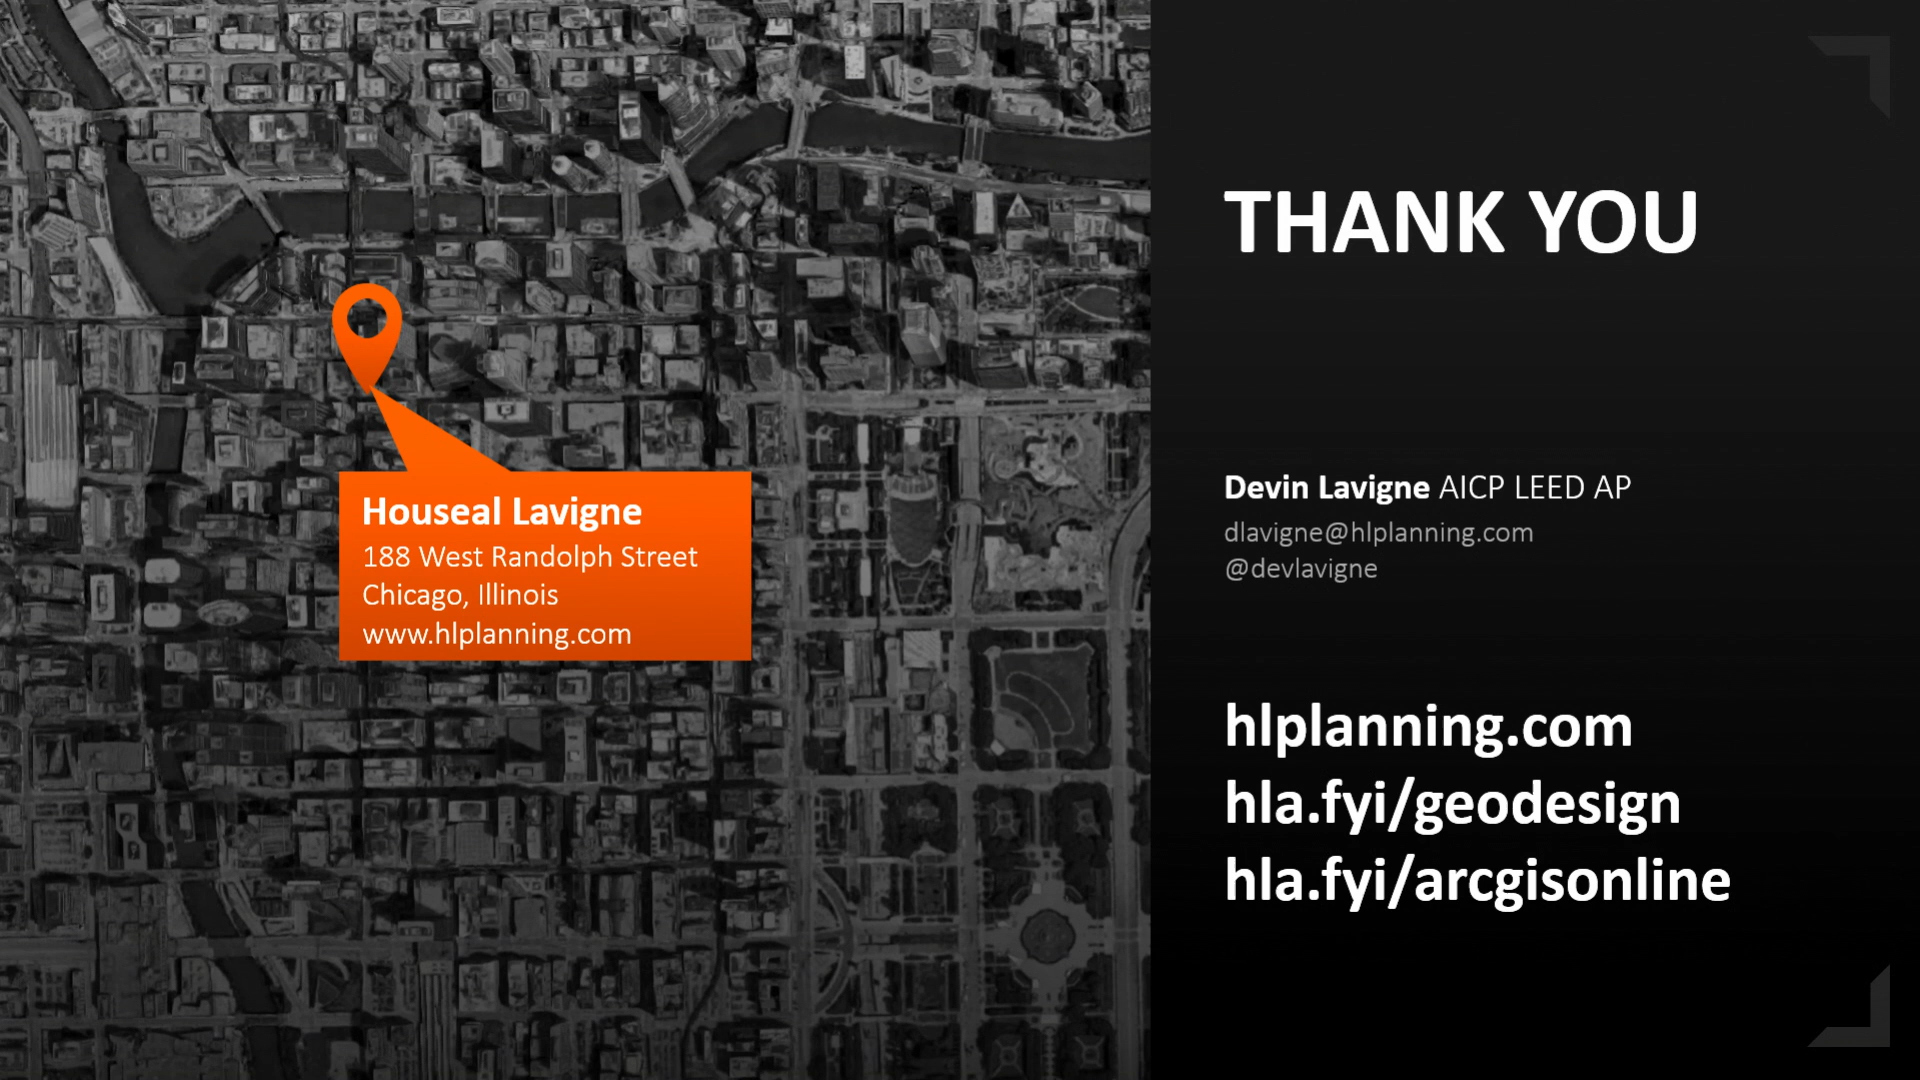 THANK YOU
Houseal Lavigne
188 West Randolph Street
Chicago, Illinois
www.hlplanning.com
Devin Lavigne AICP LEED AP
dlavigne@hlplanning.com
@devlavigne
hlplanning.com
hla.fyi/geodesign
hla.fyi/arcgisonline